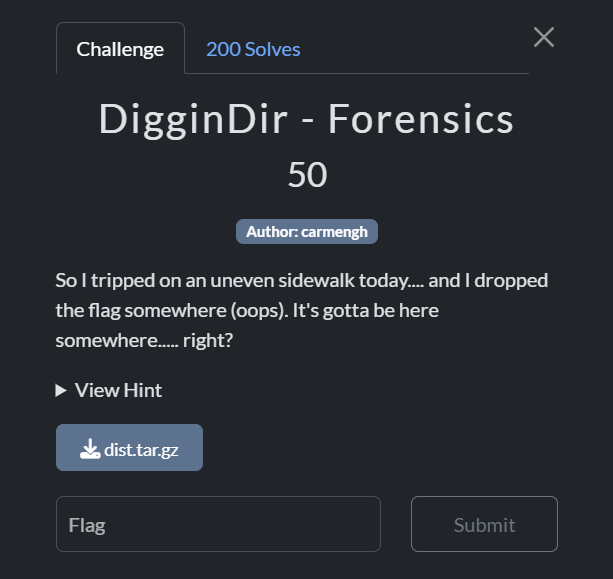 Challenge
200 Solves
DigginDir - Forensics
50
Author: carmengh
So I tripped on an uneven sidewalk today.... and I dropped
the flag somewhere (oops). It's gotta be here
somewhere..... right?
View Hint
dist.tar.gz
Flag
Submit